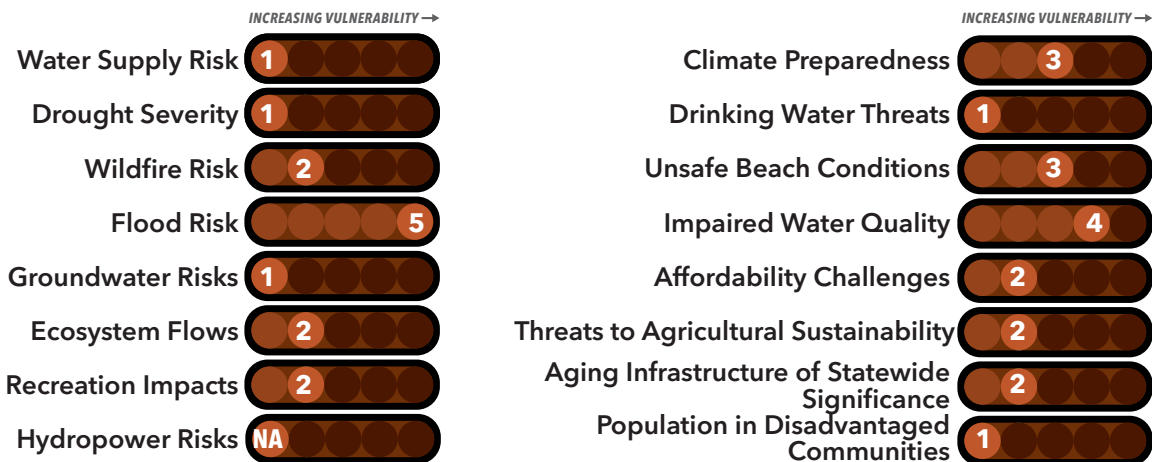 INCREASING VULNERABILITY →
Water Supply Risk 1
Drought Severity 1
Wildfire Risk 2
Flood Risk 5
Groundwater Risks 1
Ecosystem Flows 2
Recreation Impacts 2
Hydropower Risks NA
INCREASING VULNERABILITY →
Climate Preparedness 3
Drinking Water Threats 1
Unsafe Beach Conditions 3
Impaired Water Quality 4
Affordability Challenges 2
Threats to Agricultural Sustainability 2
Aging Infrastructure of Statewide
Significance 2
Population in Disadvantaged
Communities 1